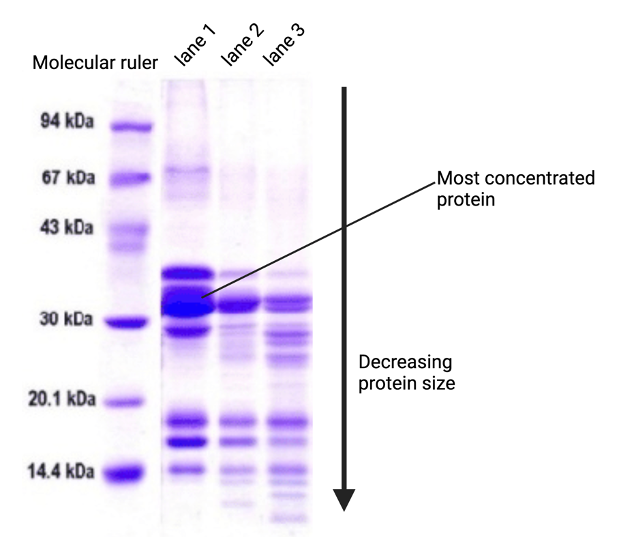 Molecular ruler
lane 1
lane 2
lane 3
94 kDa
67 kDa
43 kDa
30 kDa
20.1 kDa
14.4 kDa
Most concentrated
protein
Decreasing
protein size